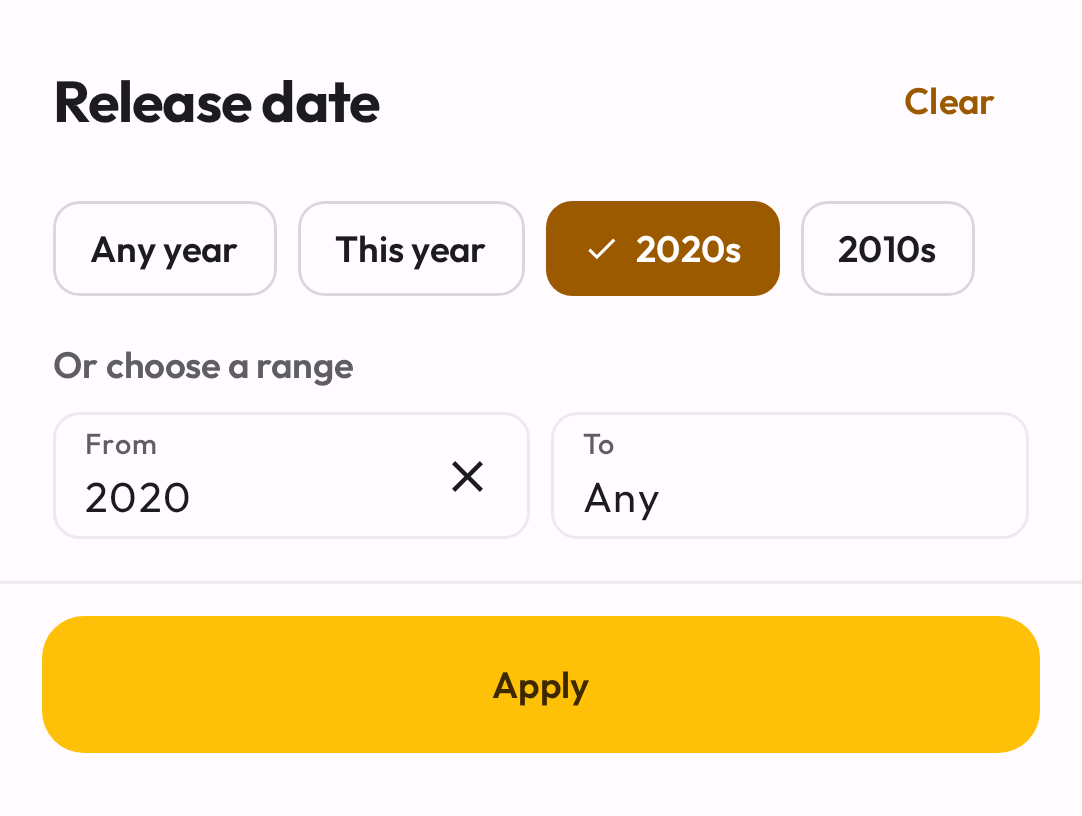 Release date
Clear
Any year
This year
2020s
2010s
Or choose a range
From
2020
To
Any
Apply